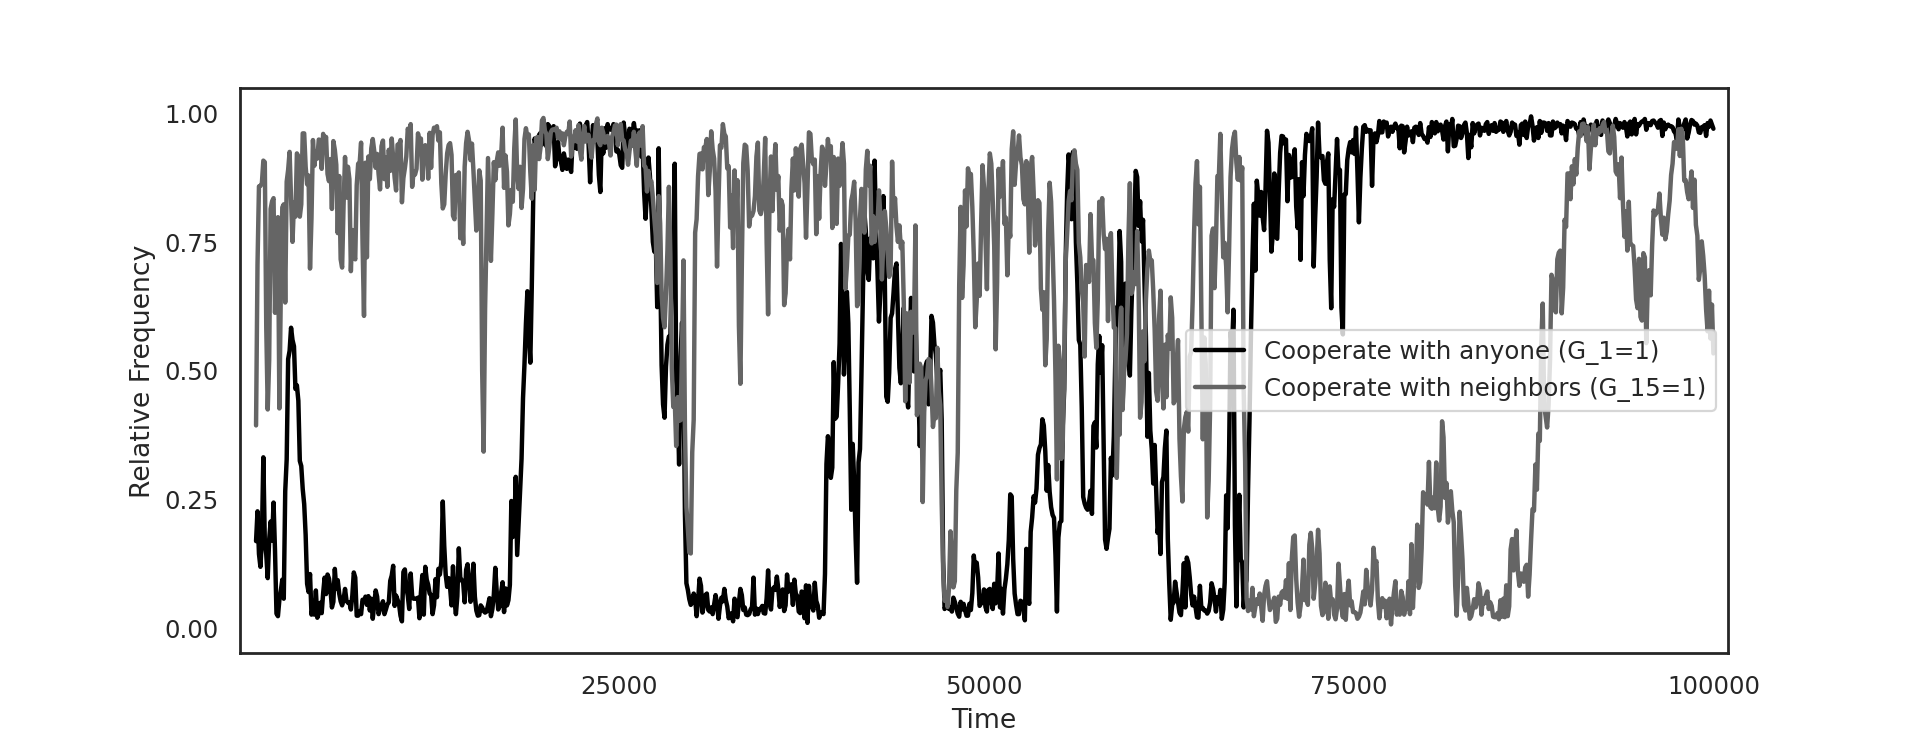 1.00
0.75
0.50
0.25
0.00
Relative Frequency
Cooperate with anyone (G_1=1)
Cooperate with neighbors (G_15=1)
25000 50000 75000 100000
Time